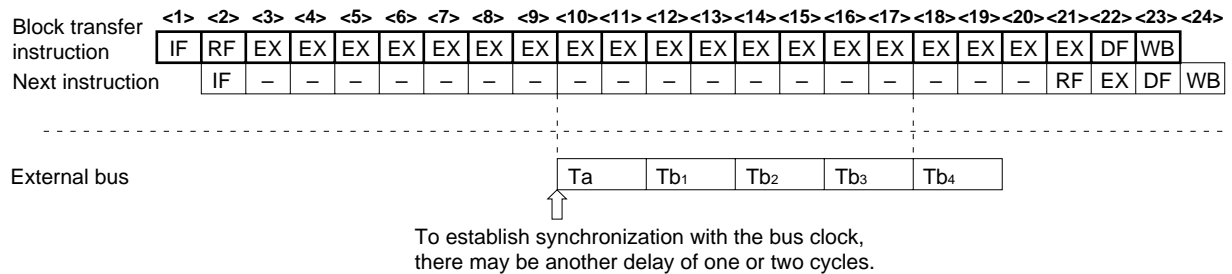 <1> <2> <3> <4> <5> <6> <7> <8> <9> <10> <11> <12> <13> <14> <15> <16> <17> <18> <19> <20> <21> <22> <23> <24>
Block transfer
instruction IF RF EX EX EX EX EX EX EX EX EX EX EX EX EX EX EX EX EX EX EX DF WB
Next instruction IF – – – – – – – – – – – – – – – – – – RF EX DF WB
External bus Ta Tb1 Tb2 Tb3 Tb4
To establish synchronization with the bus clock,
there may be another delay of one or two cycles.